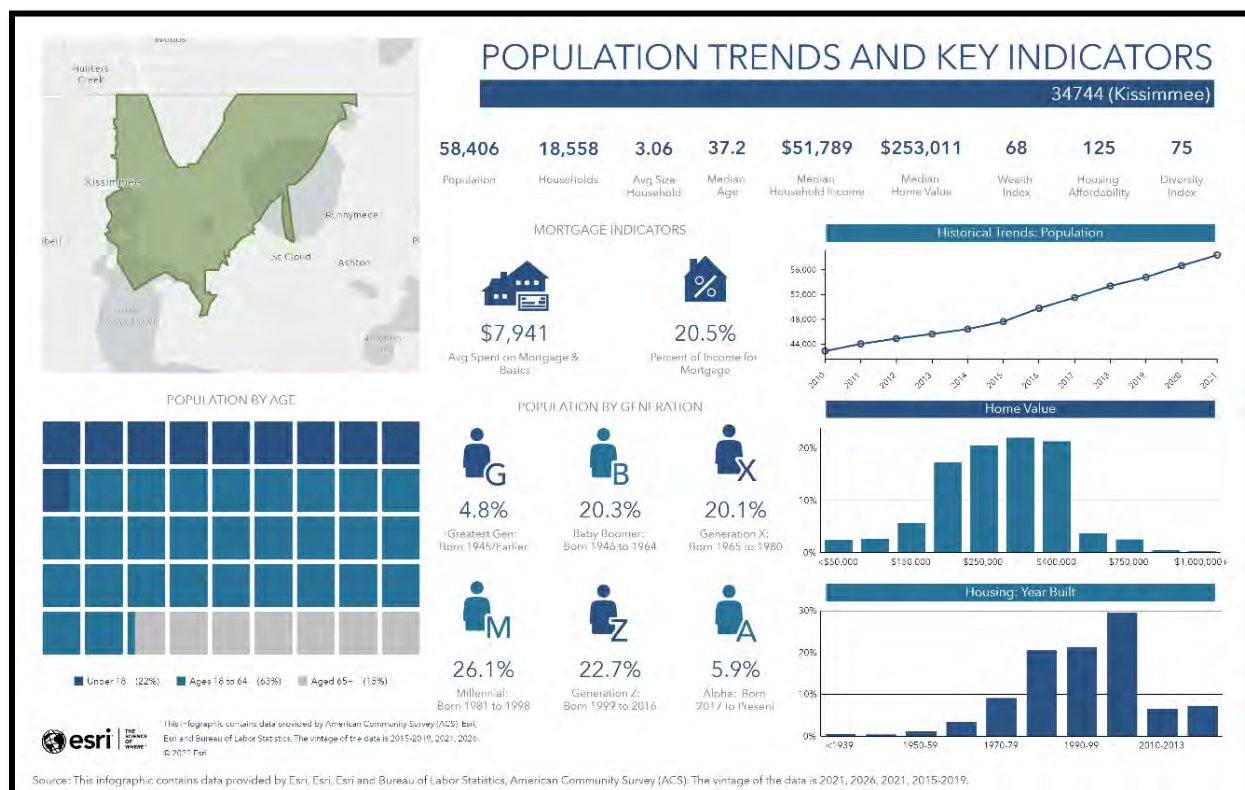 Hunters
Creek
Kissimmee
Runnymede
St Cloud
Ashton
POPULATION TRENDS AND KEY INDICATORS
34744 (Kissimmee)
58,406
Population
18,558
Households
3.06
Avg Size
Household
37.2
Median
Age
$51,789
Median
Household Income
$253,011
Median
Home Value
68
Wealth
Index
125
Housing
Affordability
75
Diversity
Index
MORTGAGE INDICATORS
$7,941
Avg Spent on Mortgage &
Basics
20.5%
Percent of Income for
Mortgage
Historical Trends: Population
56,000
52,000
48,000
44,000
2010
2011
2012
2013
2014
2015
2016
2017
2018
2019
2020
2021
POPULATION BY AGE
Under 18 (22%)
Ages 18 to 64 (63%)
Aged 65+ (15%)
POPULATION BY GENERATION
G
4.8%
Greatest Gen:
Born 1945/Earlier
B
20.3%
Baby Boomer:
Born 1946 to 1964
X
20.1%
Generation X:
Born 1965 to 1980
M
26.1%
Millennial:
Born 1981 to 1998
Z
22.7%
Generation Z:
Born 1999 to 2016
A
5.9%
Alpha: Born
2017 to Present
Home Value
20%
10%
0%
<$50,000
$150,000
$250,000
$400,000
$750,000
$1,000,000+
Housing: Year Built
30%
20%
10%
0%
<1939
1950-59
1970-79
1990-99
2010-2013
esri
THE
SCIENCE
OF
WHERE
This infographic contains data provided by American Community Survey (ACS), Esri,
Esri and Bureau of Labor Statistics. The vintage of the data is 2015-2019, 2021, 2026.
Esri
Source: This infographic contains data provided by Esri, Esri, Esri and Bureau of Labor Statistics, American Community Survey (ACS). The vintage of the data is 2021, 2026, 2021, 2015-2019.